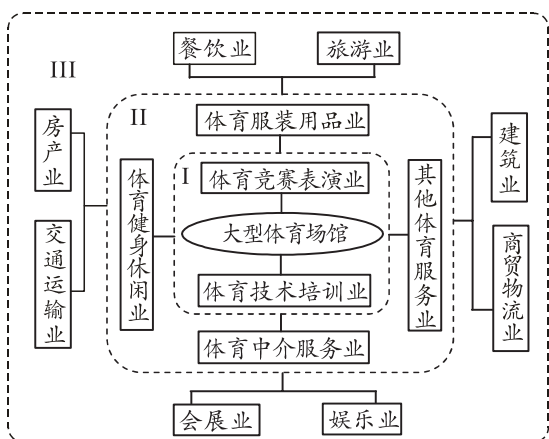 餐饮业
旅游业
III
II
体育服装用品业
房产业
建筑业
I
体育竞赛表演业
体育健身休闲业
大型体育场馆
其他体育服务业
交通运输业
商贸物流业
体育技术培训业
体育中介服务业
会展业
娱乐业